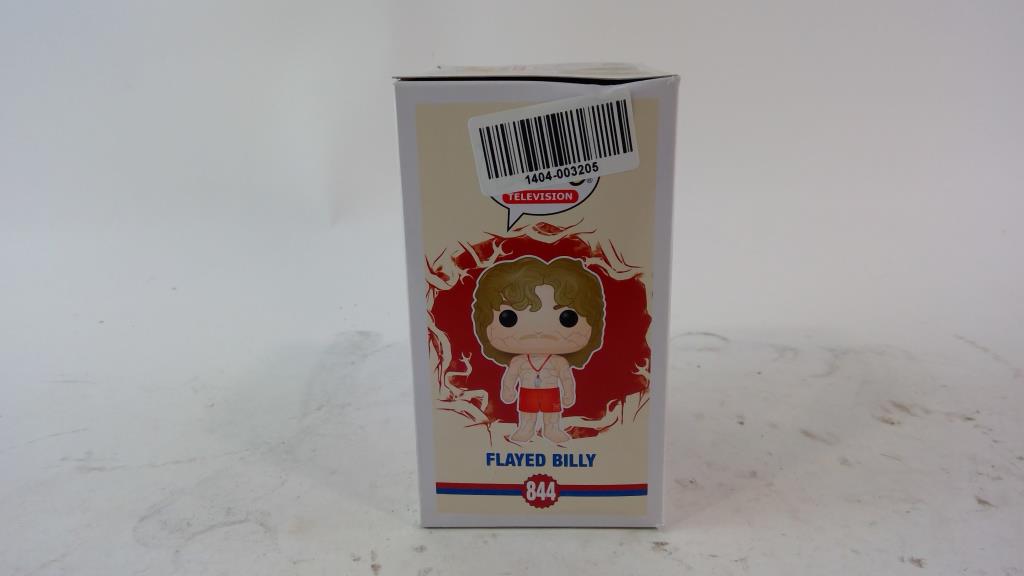 1404-003205
TELEVISION
FLAYED BILLY
844